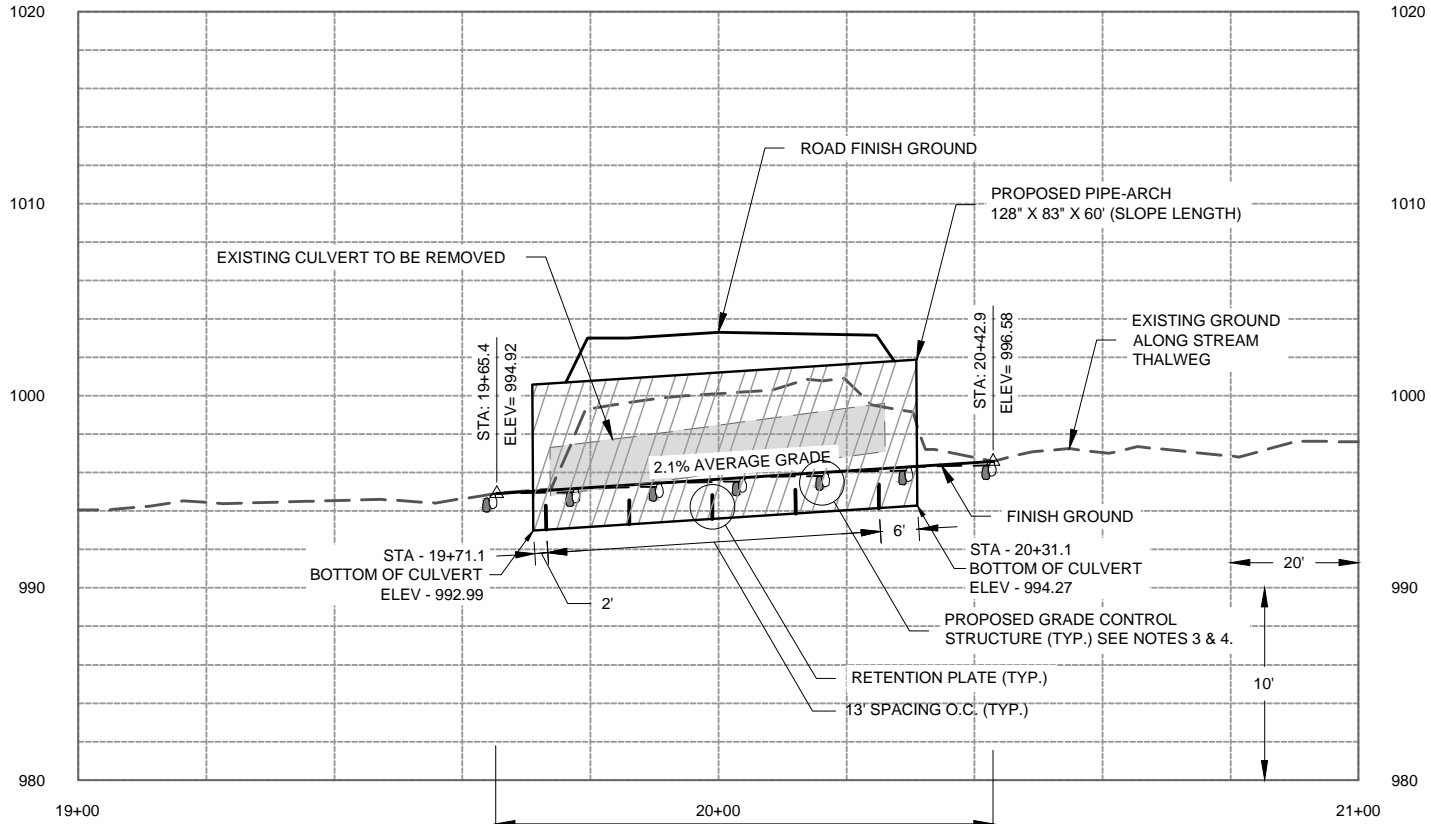 1020
1020
ROAD FINISH GROUND
PROPOSED PIPE-ARCH
128" X 83" X 60' (SLOPE LENGTH)
1010
1010
EXISTING CULVERT TO BE REMOVED
STA: 19+65.4
ELEV= 994.92
STA: 20+42.9
ELEV= 996.58
EXISTING GROUND
ALONG STREAM
THALWEG
1000
1000
2.1% AVERAGE GRADE
FINISH GROUND
6'
STA - 19+71.1
BOTTOM OF CULVERT
ELEV - 992.99
STA - 20+31.1
BOTTOM OF CULVERT
ELEV - 994.27
20'
990
990
2'
PROPOSED GRADE CONTROL
STRUCTURE (TYP.) SEE NOTES 3 & 4.
RETENTION PLATE (TYP.)
10'
13' SPACING O.C. (TYP.)
980
980
19+00
20+00
21+00